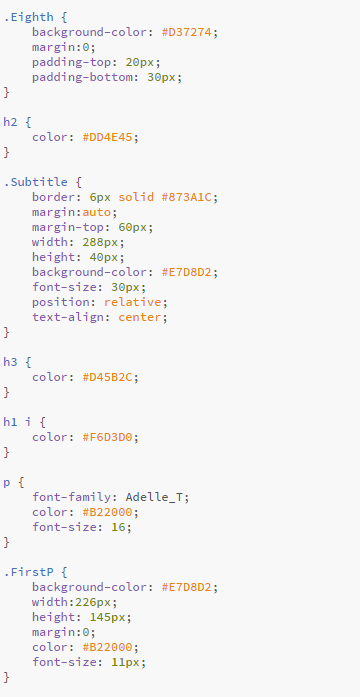 .Eighth {
    background-color: #D37274;
    margin:0;
    padding-top: 20px;
    padding-bottom: 30px;
}

h2 {
    color: #DD4E45;
}

.Subtitle {
    border: 6px solid #873A1C;
    margin:auto;
    margin-top: 60px;
    width: 288px;
    height: 40px;
    background-color: #E7D8D2;
    font-size: 30px;
    position: relative;
    text-align: center;
}

h3 {
    color: #D45B2C;
}

h1 i {
    color: #F6D3D0;
}

p {
    font-family: Adelle_T;
    color: #B22000;
    font-size: 16;
}

.FirstP {
    background-color: #E7D8D2;
    width:226px;
    height: 145px;
    margin:0;
    color: #B22000;
    font-size: 11px;
}